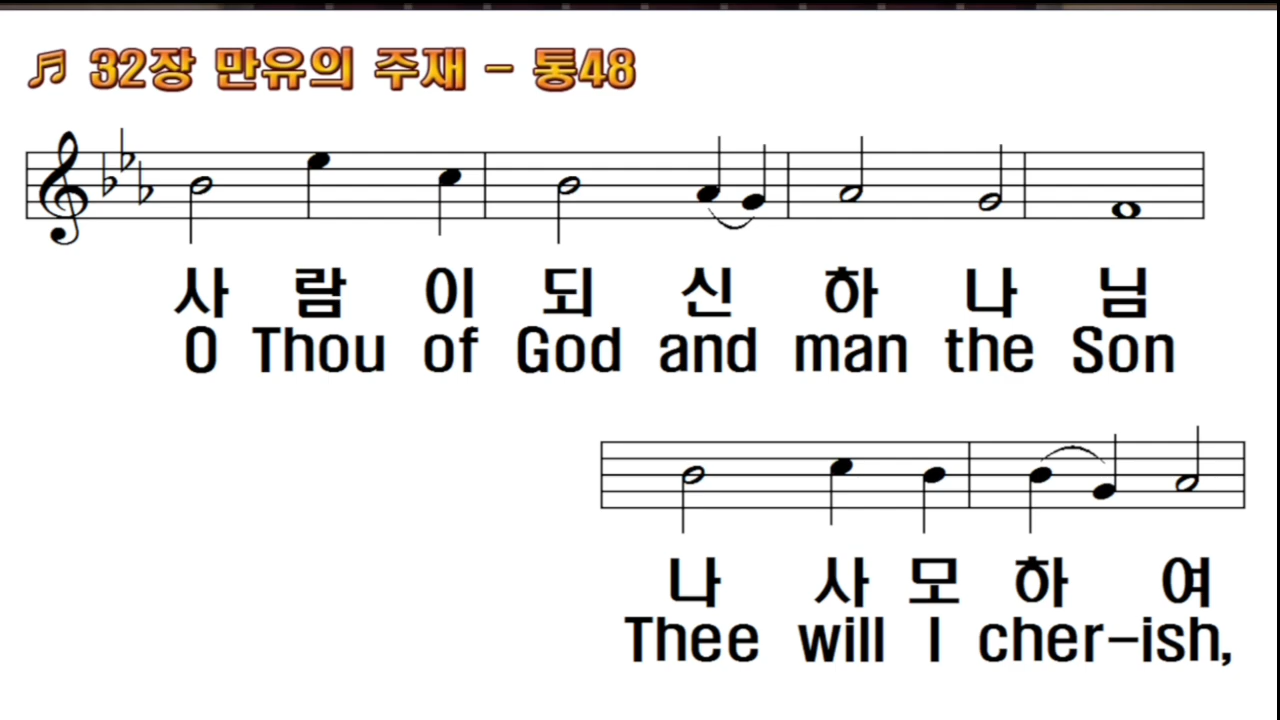 ♬ 32장 만유의 주재 - 통48
사 람 이 되 신 하 나 님
O Thou of God and man the Son
나 사 모 하 여
Thee will I cher-ish,